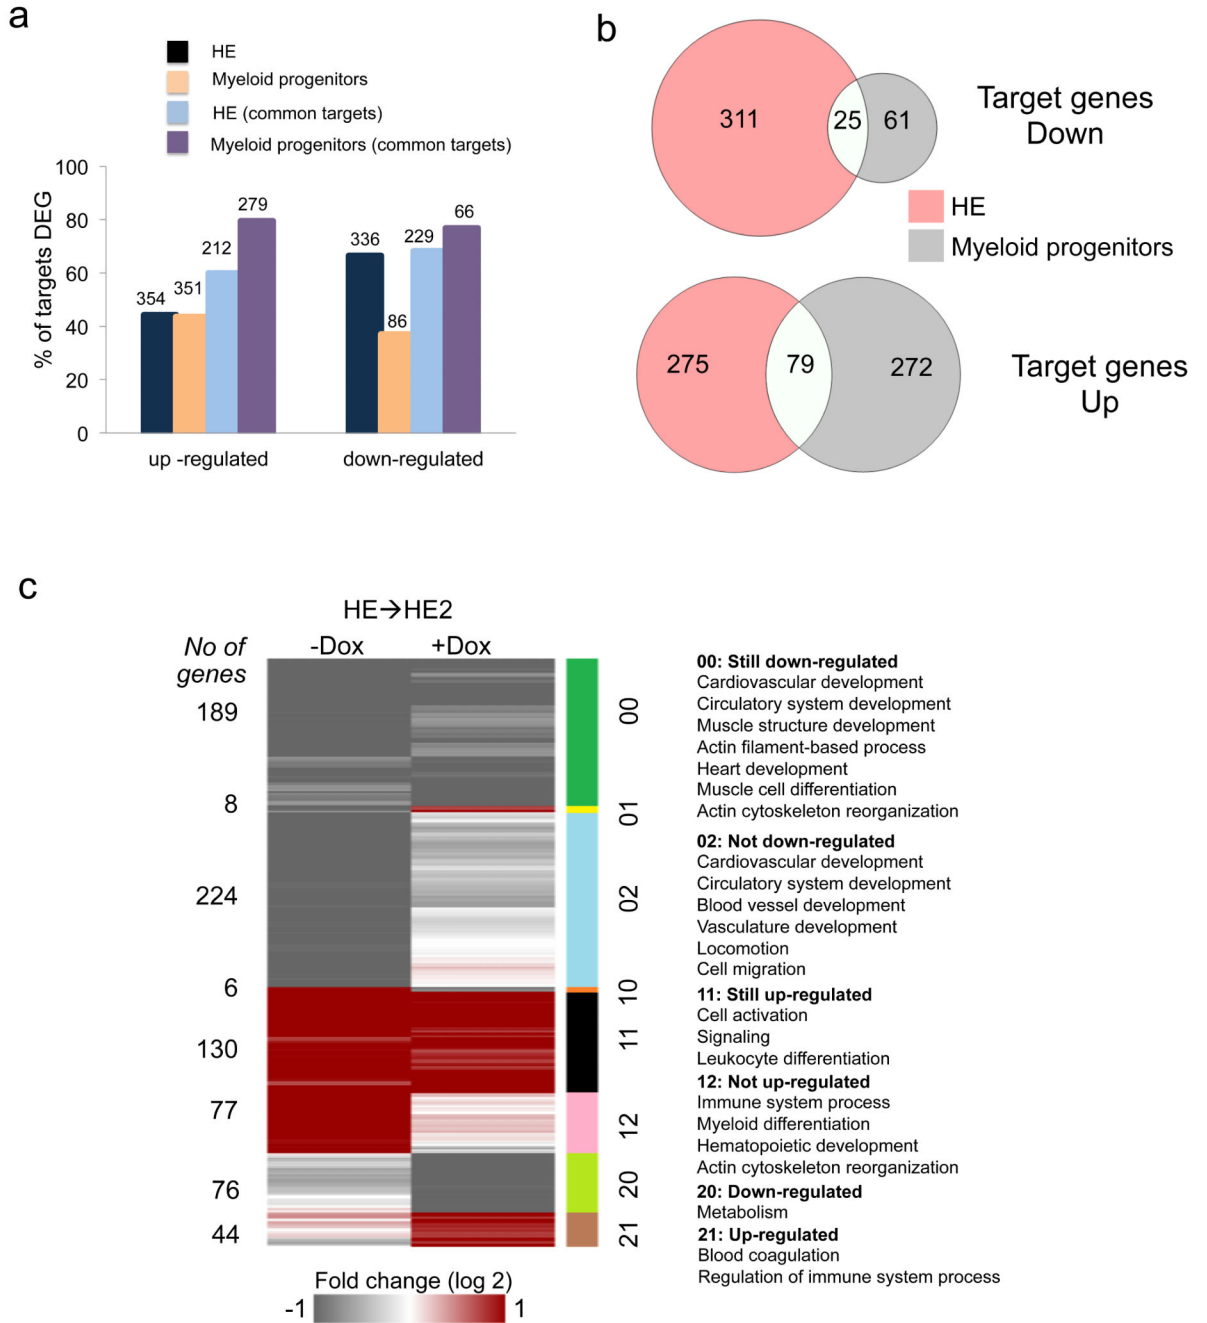 a
HE
Myeloid progenitors
HE (common targets)
Myeloid progenitors (common targets)
% of targets DEG
100
80
60
40
20
0
354
351
212
279
336
86
229
66
up -regulated
down-regulated
b
311
25
61
Target genes
Down
HE
Myeloid progenitors
275
79
272
Target genes
Up
c
HE→HE2
No of
genes
-Dox
+Dox
189
8
224
6
130
77
76
44
00
01
02
10
11
12
20
21
00: Still down-regulated
Cardiovascular development
Circulatory system development
Muscle structure development
Actin filament-based process
Heart development
Muscle cell differentiation
Actin cytoskeleton reorganization
02: Not down-regulated
Cardiovascular development
Circulatory system development
Blood vessel development
Vasculature development
Locomotion
Cell migration
11: Still up-regulated
Cell activation
Signaling
Leukocyte differentiation
12: Not up-regulated
Immune system process
Myeloid differentiation
Hematopoietic development
Actin cytoskeleton reorganization
20: Down-regulated
Metabolism
21: Up-regulated
Blood coagulation
Regulation of immune system process
Fold change (log 2)
-1
1